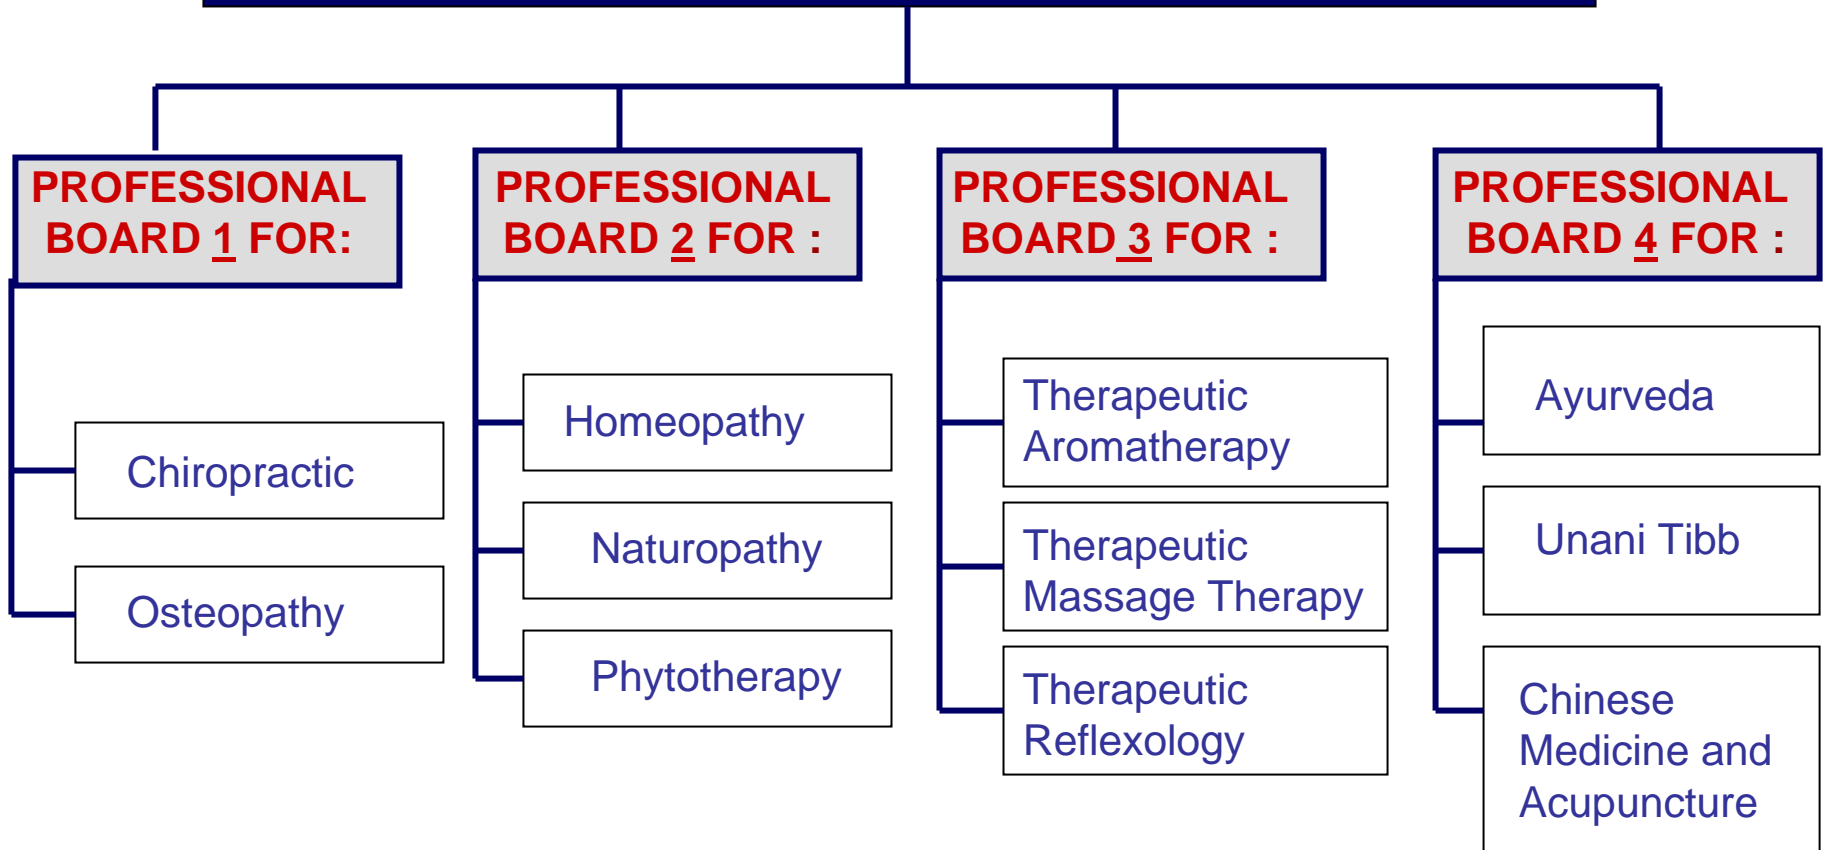 PROFESSIONAL
BOARD 1 FOR:
Chiropractic
Osteopathy
PROFESSIONAL
BOARD 2 FOR :
Homeopathy
Naturopathy
Phytotherapy
PROFESSIONAL
BOARD 3 FOR :
Therapeutic
Aromatherapy
Therapeutic
Massage Therapy
Therapeutic
Reflexology
PROFESSIONAL
BOARD 4 FOR :
Ayurveda
Unani Tibb
Chinese
Medicine and
Acupuncture